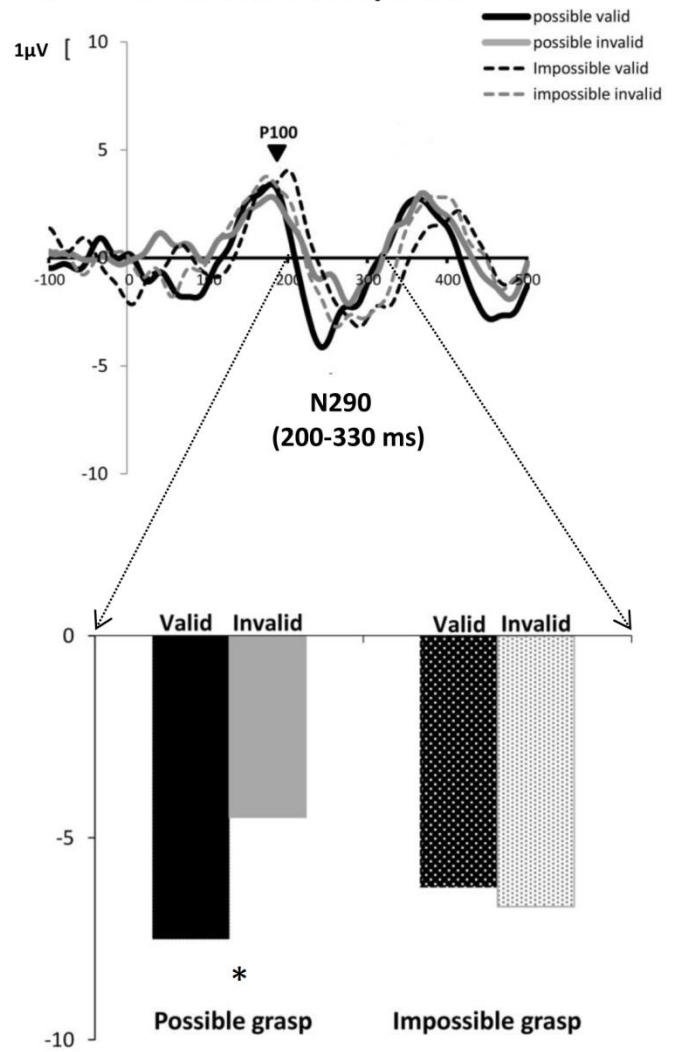 possible valid
possible invalid
Impossible valid
impossible invalid
1µV [
10
5
0
-5
-10
P100
-100 0 100 200 300 400 500
N290
(200-330 ms)
Valid Invalid Valid Invalid
0
-5
-10
*
Possible grasp Impossible grasp